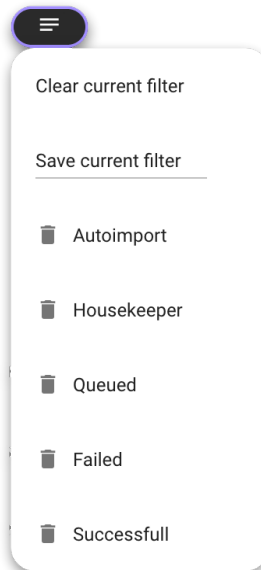 Clear current filter
Save current filter
Autoimport
Housekeeper
Queued
Failed
Successfull